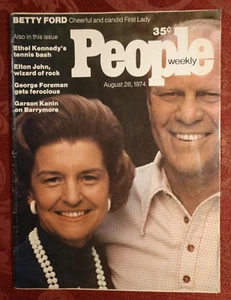 BETTY FORD Cheerful and candid First Lady
35¢
Also in this issue
Ethel Kennedy's
tennis bash
Elton John,
wizard of rock
George Foreman
gets ferocious
Garson Kanin
on Barrymore
People
weekly
August 26, 1974